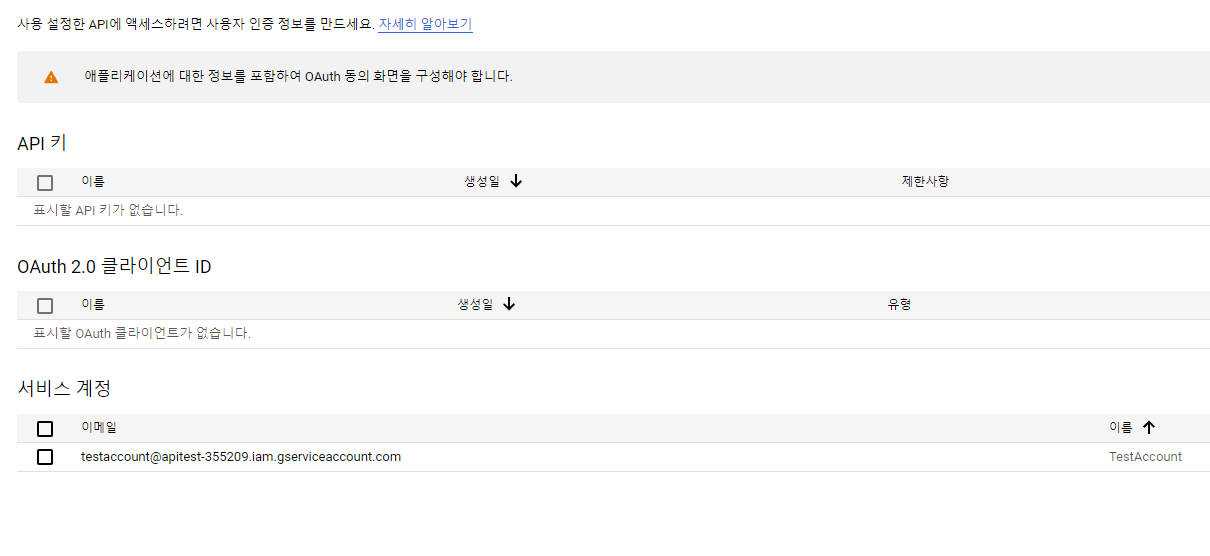 사용 설정한 API에 액세스하려면 사용자 인증 정보를 만드세요. 자세히 알아보기
애플리케이션에 대한 정보를 포함하여 OAuth 동의 화면을 구성해야 합니다.
API 키
이름 생성일 제한사항
표시할 API 키가 없습니다.
OAuth 2.0 클라이언트 ID
이름 생성일 유형
표시할 OAuth 클라이언트가 없습니다.
서비스 계정
이메일 이름
testaccount@apitest-355209.iam.gserviceaccount.com TestAccount